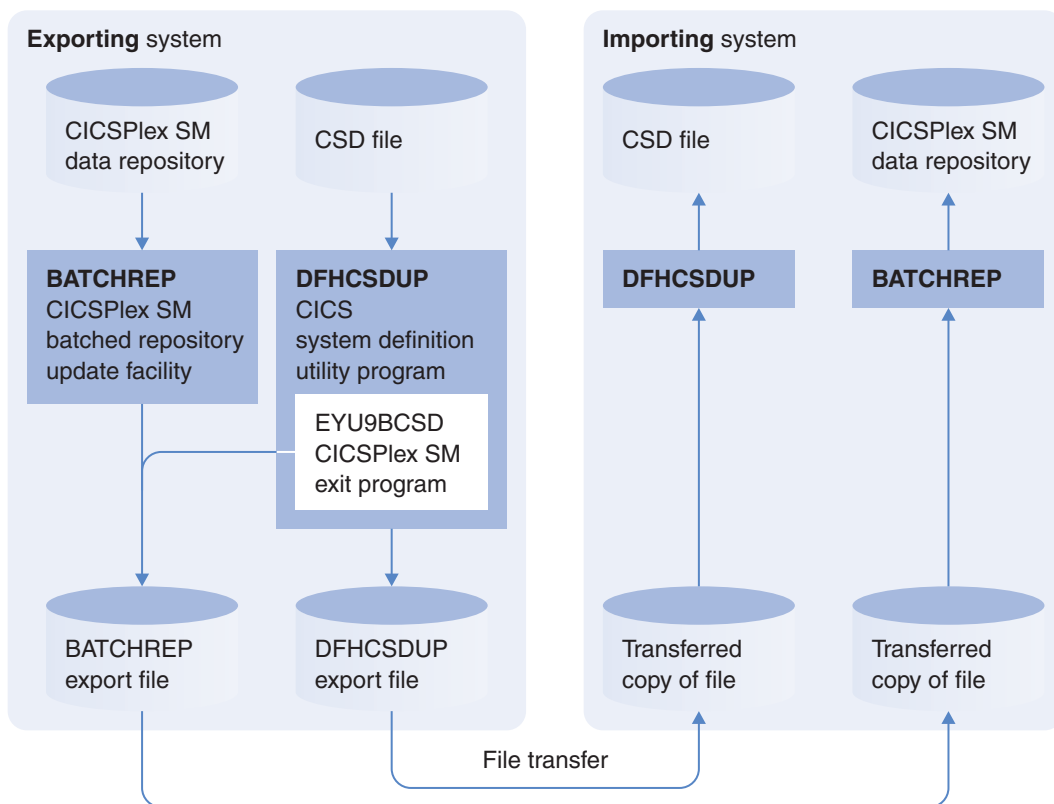 Exporting system
CICSPlex SM
data repository
CSD file
BATCHREP
CICSPlex SM
batched repository
update facility
DFHCSDUP
CICS
system definition
utility program
EYU9BCSD
CICSPlex SM
exit program
BATCHREP
export file
DFHCSDUP
export file
File transfer
Importing system
CSD file
CICSPlex SM
data repository
DFHCSDUP
BATCHREP
Transferred
copy of file
Transferred
copy of file